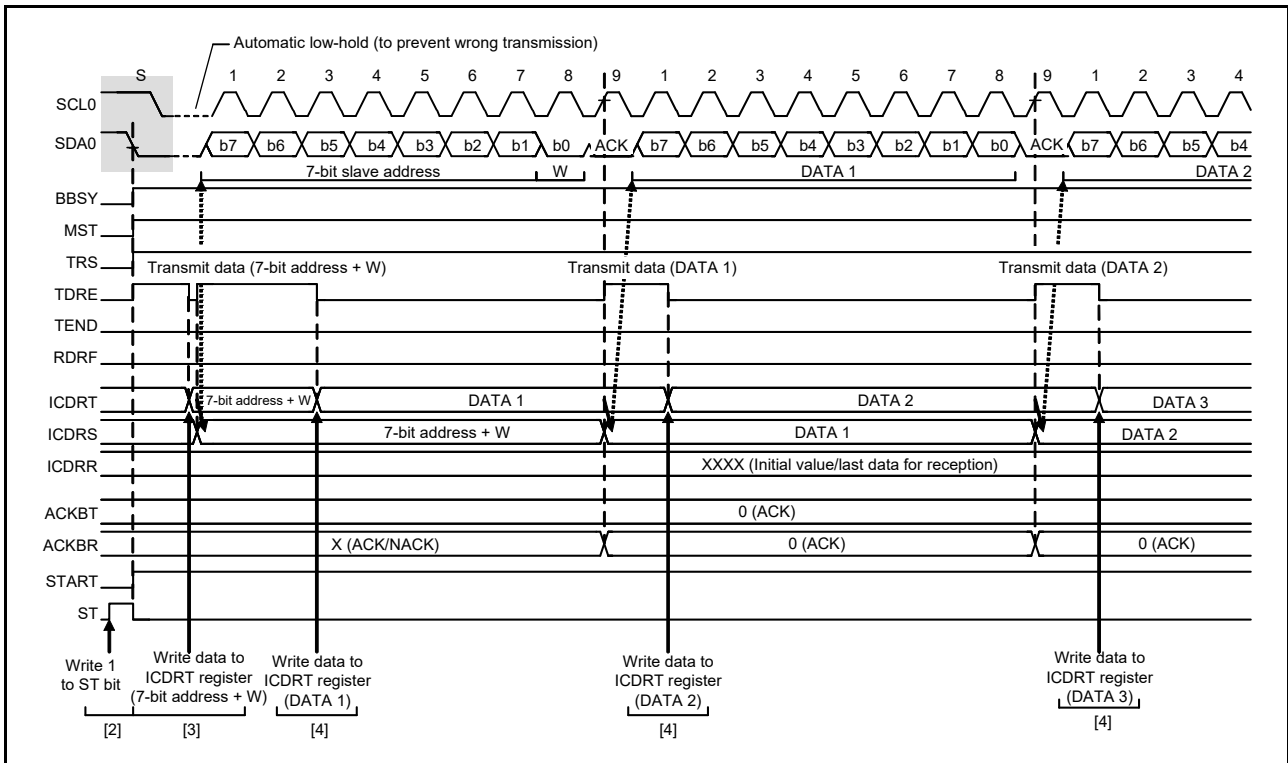 Automatic low-hold (to prevent wrong transmission)
S 1 2 3 4 5 6 7 8 9 1 2 3 4 5 6 7 8 9 1 2 3 4
SCL0
SDA0 b7 b6 b5 b4 b3 b2 b1 b0 ACK b7 b6 b5 b4 b3 b2 b1 b0 ACK b7 b6 b5 b4
7-bit slave address W DATA 1 DATA 2
BBSY
MST
TRS
Transmit data (7-bit address + W) Transmit data (DATA 1) Transmit data (DATA 2)
TDRE
TEND
RDRF
ICDRT 7-bit address + W DATA 1 DATA 2 DATA 3
ICDRS 7-bit address + W DATA 1 DATA 2
ICDRR XXXX (Initial value/last data for reception)
ACKBT 0 (ACK)
ACKBR X (ACK/NACK) 0 (ACK) 0 (ACK)
START
ST
Write 1
to ST bit
[2]
Write data to
ICDRT register
(7-bit address + W)
[3]
Write data to
ICDRT register
(DATA 1)
[4]
Write data to
ICDRT register
(DATA 2)
[4]
Write data to
ICDRT register
(DATA 3)
[4]